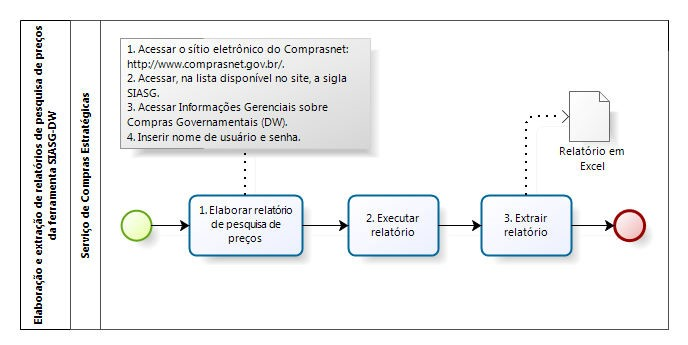 Elaboração e extração de relatórios de pesquisa de preços
da ferramenta SIASG-DW
Serviço de Compras Estratégicas
1. Acessar o sítio eletrônico do Comprasnet:
http://www.comprasnet.gov.br/.
2. Acessar, na lista disponível no site, a sigla
SIASG.
3. Acessar Informações Gerenciais sobre
Compras Governamentais (DW).
4. Inserir nome de usuário e senha.
Relatório em
Excel
1. Elaborar relatório
de pesquisa de
preços
2. Executar
relatório
3. Extrair
relatório